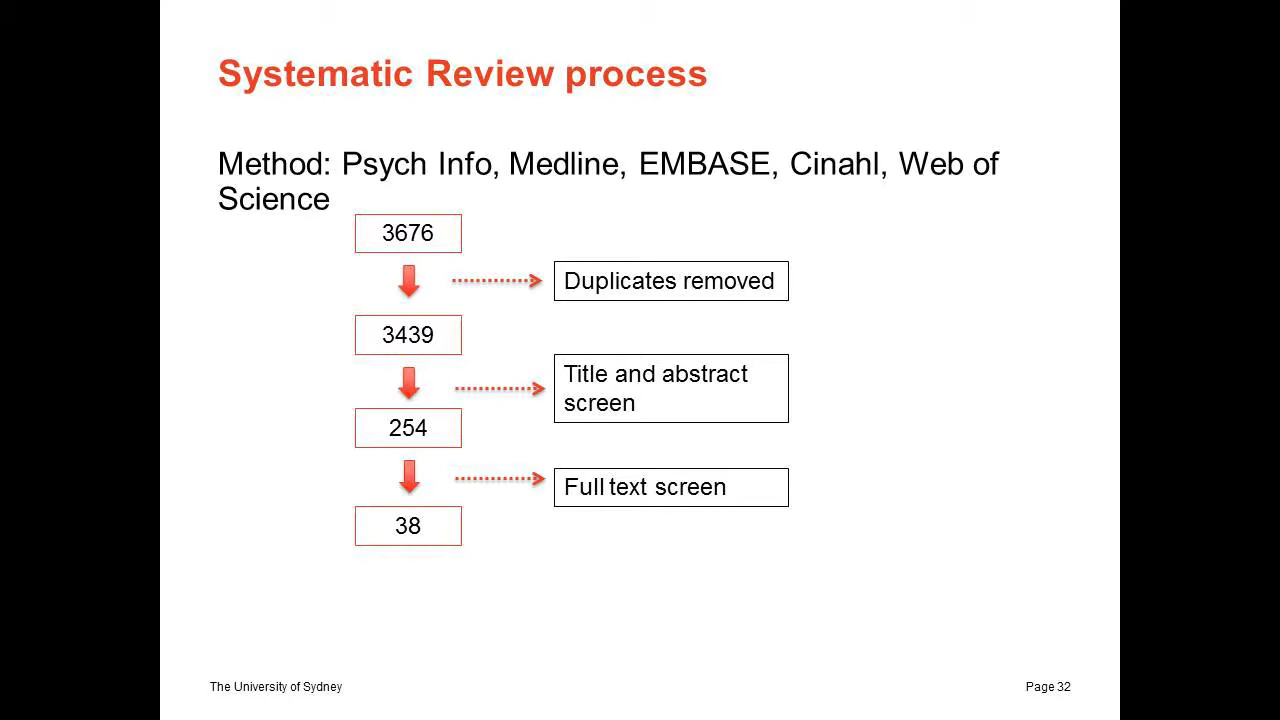 Systematic Review process
Method: Psych Info, Medline, EMBASE, Cinahl, Web of
Science
3676
Duplicates removed
3439
Title and abstract
screen
254
Full text screen
38
The University of Sydney
Page 32